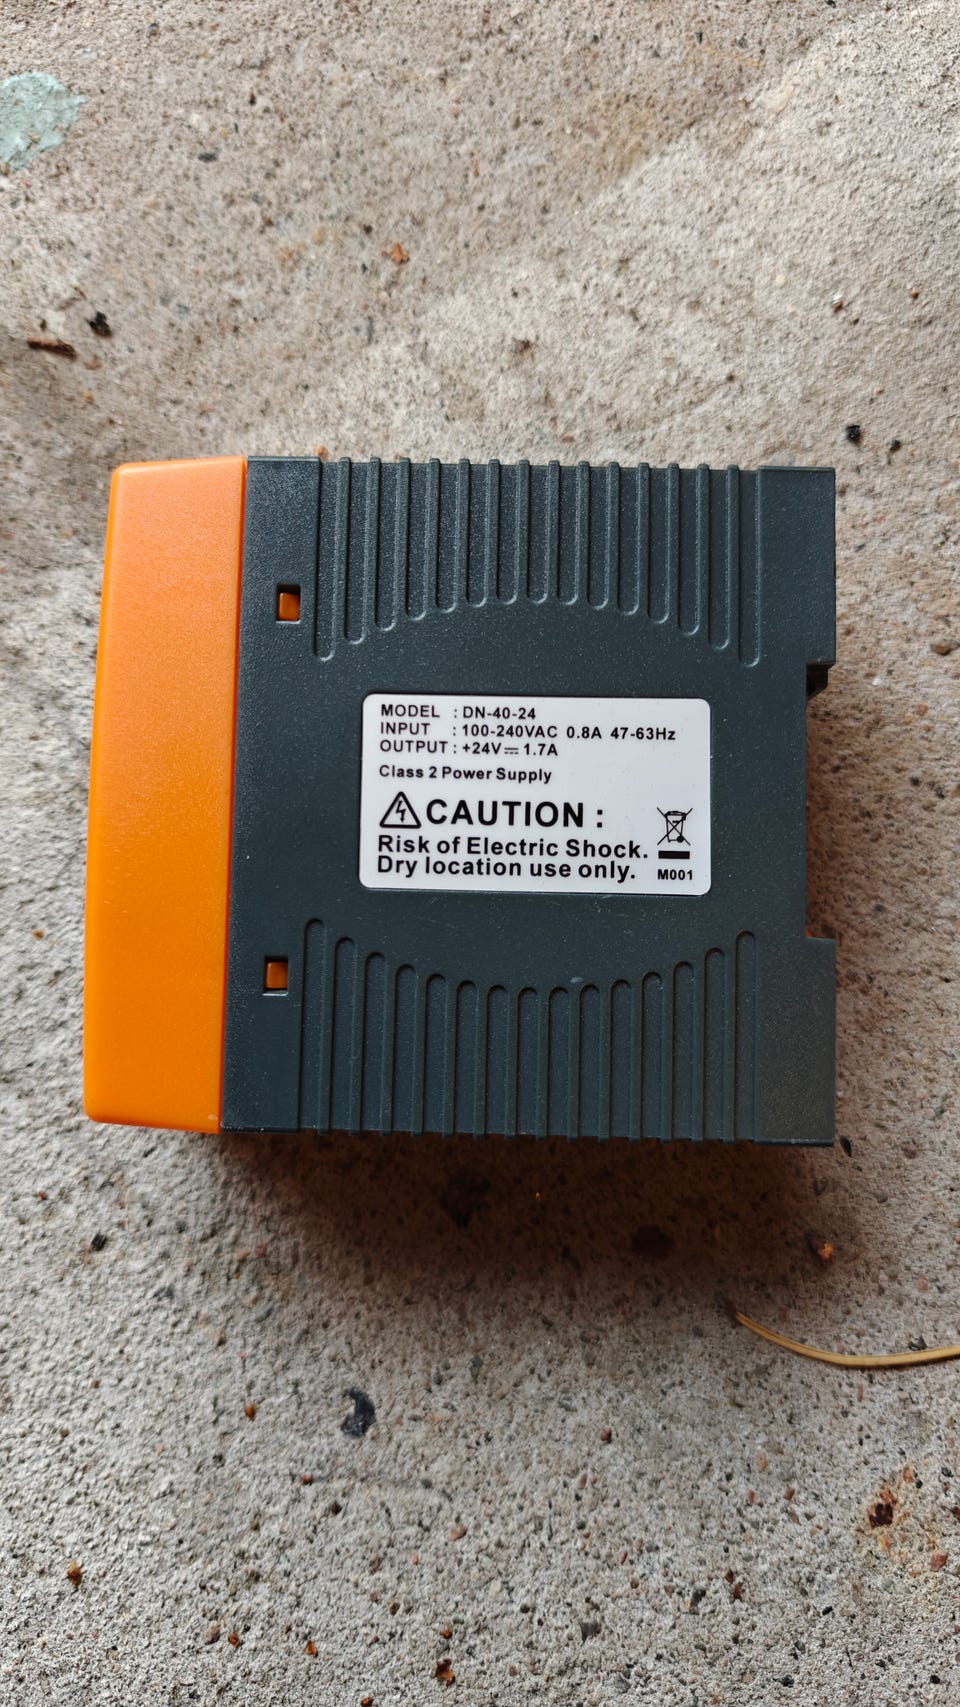 MODEL : DN-40-24
INPUT : 100-240VAC 0.8A 47-63Hz
OUTPUT : +24V⎓1.7A
Class 2 Power Supply
CAUTION :
Risk of Electric Shock.
Dry location use only.
M001